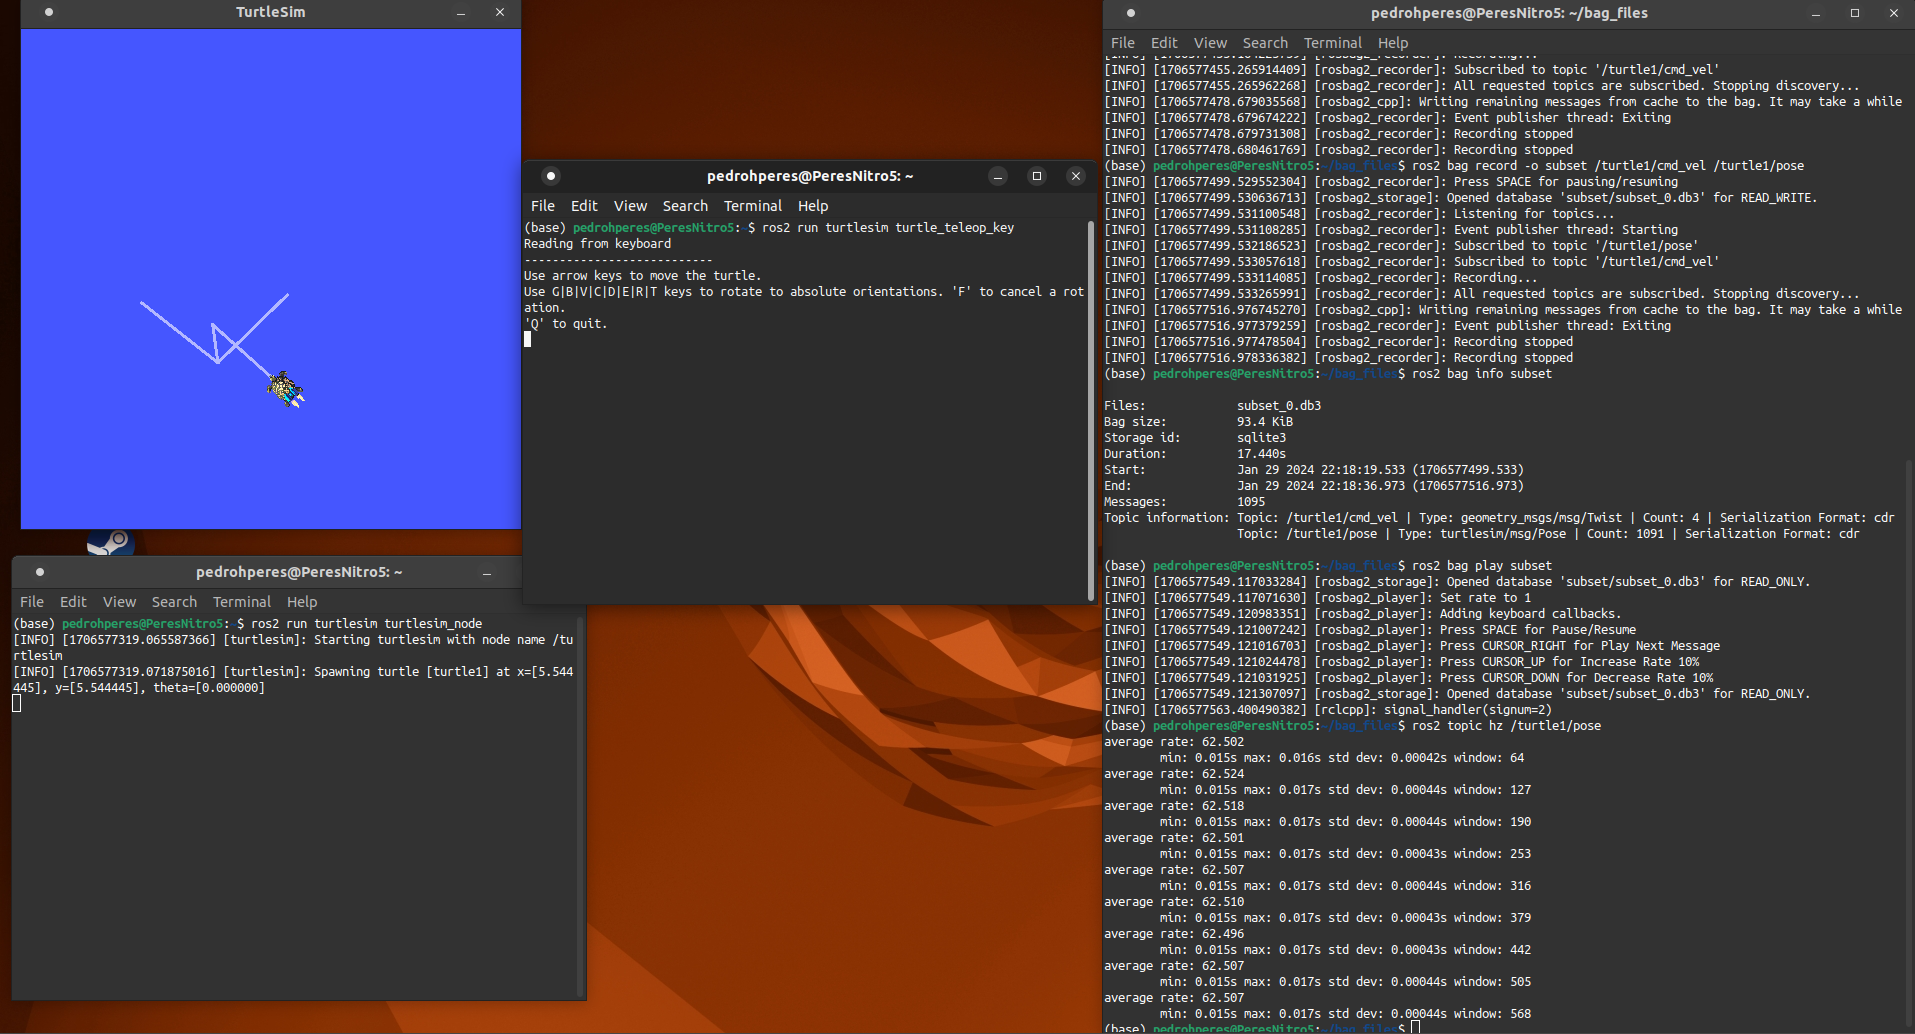 TurtleSim
pedrohperes@PeresNitro5: ~
File Edit View Search Terminal Help
(base) pedrohperes@PeresNitro5:~$ ros2 run turtlesim turtlesim_node
[INFO] [1706577319.065587366] [turtlesim]: Starting turtlesim with node name /tu
rtlesim
[INFO] [1706577319.071875016] [turtlesim]: Spawning turtle [turtle1] at x=[5.544
445], y=[5.544445], theta=[0.000000]
pedrohperes@PeresNitro5: ~
File Edit View Search Terminal Help
(base) pedrohperes@PeresNitro5:~$ ros2 run turtlesim turtle_teleop_key
Reading from keyboard
---------------------------
Use arrow keys to move the turtle.
Use G|B|V|C|D|E|R|T keys to rotate to absolute orientations. 'F' to cancel a rot
ation.
'Q' to quit.
pedrohperes@PeresNitro5: ~/bag_files
File Edit View Search Terminal Help
[INFO] [1706577455.265914409] [rosbag2_recorder]: Subscribed to topic '/turtle1/cmd_vel'
[INFO] [1706577455.265962268] [rosbag2_recorder]: All requested topics are subscribed. Stopping discovery...
[INFO] [1706577478.679035568] [rosbag2_cpp]: Writing remaining messages from cache to the bag. It may take a while
[INFO] [1706577478.679674222] [rosbag2_recorder]: Event publisher thread: Exiting
[INFO] [1706577478.679731308] [rosbag2_recorder]: Recording stopped
[INFO] [1706577478.680461769] [rosbag2_recorder]: Recording stopped
(base) pedrohperes@PeresNitro5:~/bag_files$ ros2 bag record -o subset /turtle1/cmd_vel /turtle1/pose
[INFO] [1706577499.529552304] [rosbag2_recorder]: Press SPACE for pausing/resuming
[INFO] [1706577499.530636713] [rosbag2_storage]: Opened database 'subset/subset_0.db3' for READ_WRITE.
[INFO] [1706577499.531100548] [rosbag2_recorder]: Listening for topics...
[INFO] [1706577499.531108285] [rosbag2_recorder]: Event publisher thread: Starting
[INFO] [1706577499.532186523] [rosbag2_recorder]: Subscribed to topic '/turtle1/pose'
[INFO] [1706577499.533057618] [rosbag2_recorder]: Subscribed to topic '/turtle1/cmd_vel'
[INFO] [1706577499.533114085] [rosbag2_recorder]: Recording...
[INFO] [1706577499.533265991] [rosbag2_recorder]: All requested topics are subscribed. Stopping discovery...
[INFO] [1706577516.976745270] [rosbag2_cpp]: Writing remaining messages from cache to the bag. It may take a while
[INFO] [1706577516.977379259] [rosbag2_recorder]: Event publisher thread: Exiting
[INFO] [1706577516.977478504] [rosbag2_recorder]: Recording stopped
[INFO] [1706577516.978336382] [rosbag2_recorder]: Recording stopped
(base) pedrohperes@PeresNitro5:~/bag_files$ ros2 bag info subset
Files: subset_0.db3
Bag size: 93.4 KiB
Storage id: sqlite3
Duration: 17.440s
Start: Jan 29 2024 22:18:19.533 (1706577499.533)
End: Jan 29 2024 22:18:36.973 (1706577516.973)
Messages: 1095
Topic information: Topic: /turtle1/cmd_vel | Type: geometry_msgs/msg/Twist | Count: 4 | Serialization Format: cdr
Topic: /turtle1/pose | Type: turtlesim/msg/Pose | Count: 1091 | Serialization Format: cdr
(base) pedrohperes@PeresNitro5:~/bag_files$ ros2 bag play subset
[INFO] [1706577549.117033284] [rosbag2_storage]: Opened database 'subset/subset_0.db3' for READ_ONLY.
[INFO] [1706577549.117071630] [rosbag2_player]: Set rate to 1
[INFO] [1706577549.120983351] [rosbag2_player]: Adding keyboard callbacks.
[INFO] [1706577549.121007242] [rosbag2_player]: Press SPACE for Pause/Resume
[INFO] [1706577549.121016703] [rosbag2_player]: Press CURSOR_RIGHT for Play Next Message
[INFO] [1706577549.121024478] [rosbag2_player]: Press CURSOR_UP for Increase Rate 10%
[INFO] [1706577549.121031925] [rosbag2_player]: Press CURSOR_DOWN for Decrease Rate 10%
[INFO] [1706577549.121307097] [rosbag2_storage]: Opened database 'subset/subset_0.db3' for READ_ONLY.
[INFO] [1706577563.400490382] [rclcpp]: signal_handler(signum=2)
(base) pedrohperes@PeresNitro5:~/bag_files$ ros2 topic hz /turtle1/pose
average rate: 62.502
min: 0.015s max: 0.016s std dev: 0.00042s window: 64
average rate: 62.524
min: 0.015s max: 0.017s std dev: 0.00044s window: 127
average rate: 62.518
min: 0.015s max: 0.017s std dev: 0.00044s window: 190
average rate: 62.501
min: 0.015s max: 0.017s std dev: 0.00043s window: 253
average rate: 62.507
min: 0.015s max: 0.017s std dev: 0.00044s window: 316
average rate: 62.510
min: 0.015s max: 0.017s std dev: 0.00043s window: 379
average rate: 62.496
min: 0.015s max: 0.017s std dev: 0.00043s window: 442
average rate: 62.507
min: 0.015s max: 0.017s std dev: 0.00044s window: 505
average rate: 62.507
min: 0.015s max: 0.017s std dev: 0.00044s window: 568
(base) pedrohperes@PeresNitro5:~/bag_files$